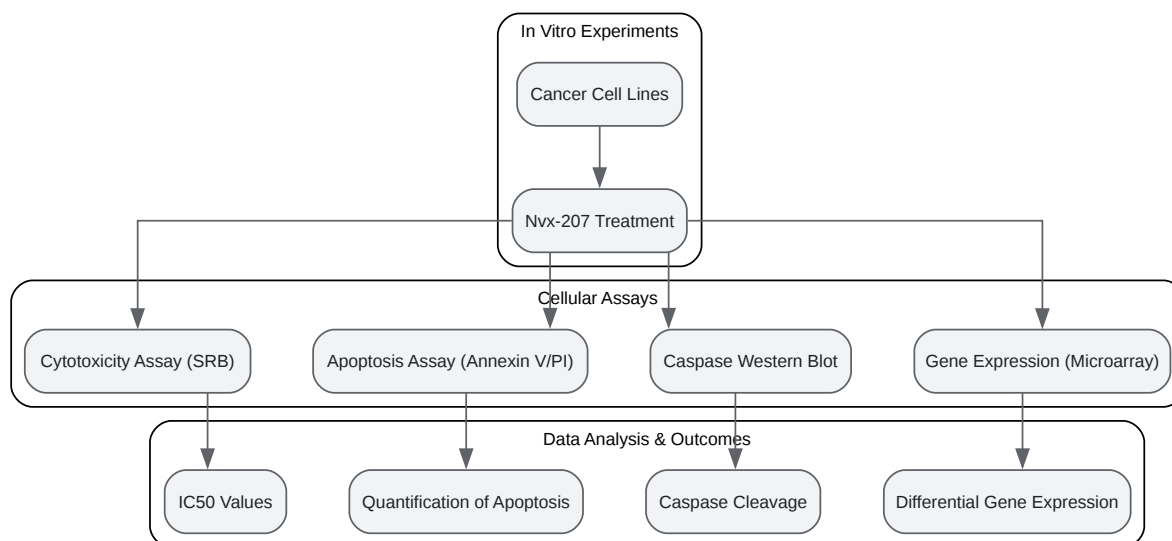 In Vitro Experiments
Cancer Cell Lines
Nvx-207 Treatment
Cellular Assays
Cytotoxicity Assay (SRB)
Apoptosis Assay (Annexin V/PI)
Caspase Western Blot
Gene Expression (Microarray)
Data Analysis & Outcomes
IC50 Values
Quantification of Apoptosis
Caspase Cleavage
Differential Gene Expression